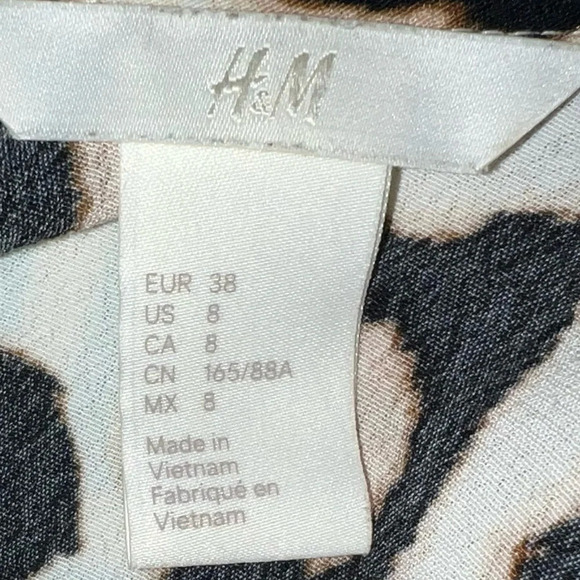 H&M
EUR 38
US 8
CA 8
CN 165/88A
MX 8
Made in
Vietnam
Fabriqué en
Vietnam